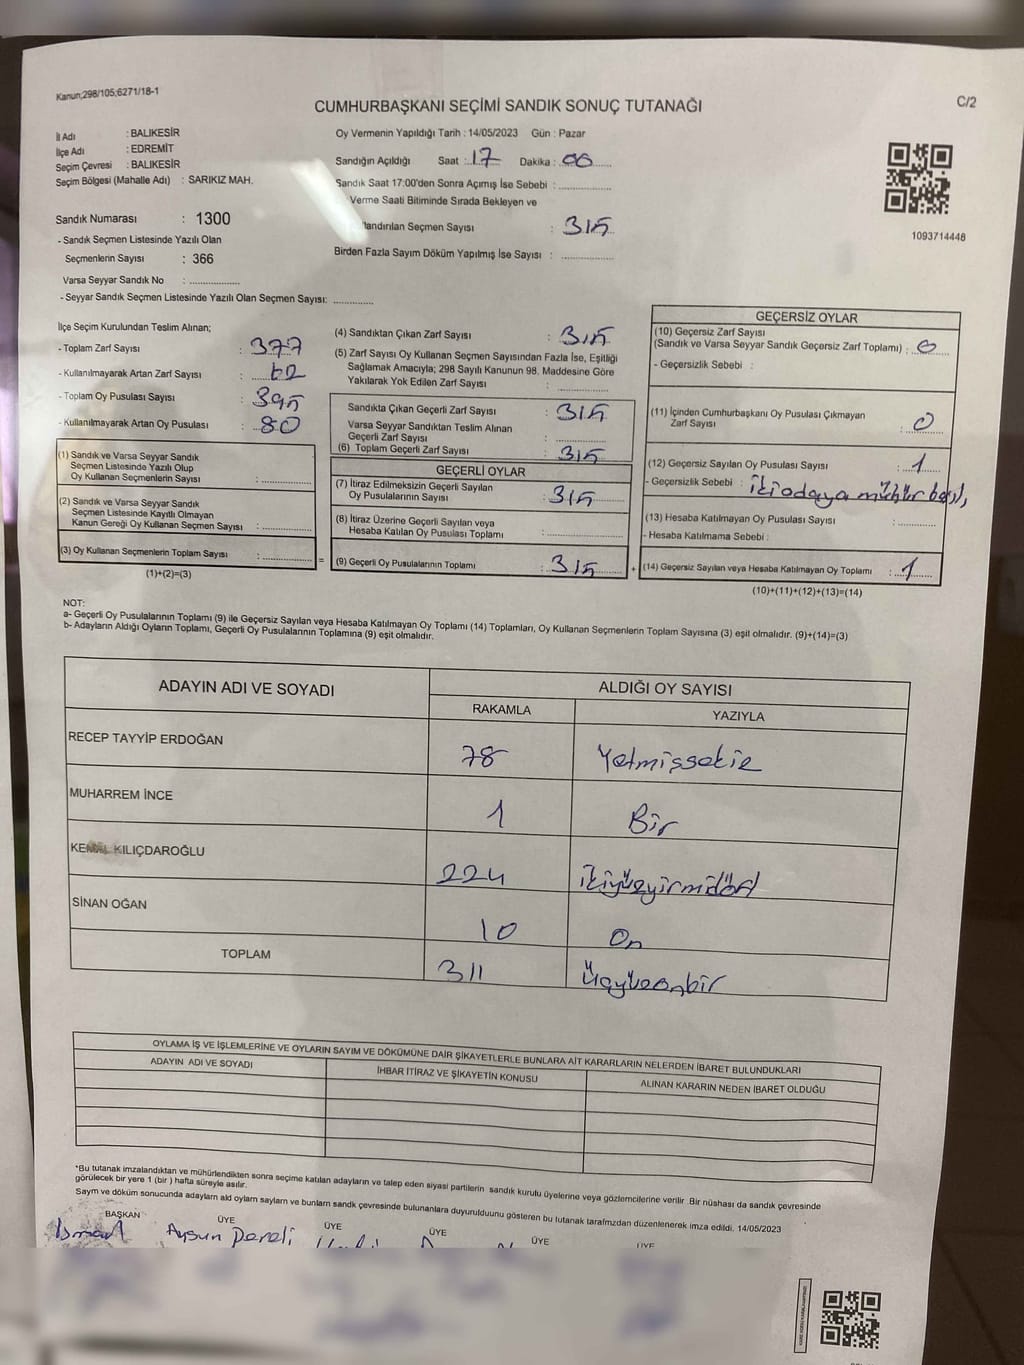 Kanun;298/105;6271/18-1
CUMHURBAŞKANI SEÇİMİ SANDIK SONUÇ TUTANAĞI
C/2
İl Adı : BALIKESİR
İlçe Adı : EDREMİT
Seçim Çevresi : BALIKESİR
Seçim Bölgesi (Mahalle Adı) : SARIKIZ MAH.
Sandık Numarası : 1300
- Sandık Seçmen Listesinde Yazılı Olan
Seçmenlerin Sayısı : 366
Varsa Seyyar Sandık No : ..................
- Seyyar Sandık Seçmen Listesinde Yazılı Olan Seçmen Sayısı: ..............
Oy Vermenin Yapıldığı Tarih : 14/05/2023 Gün : Pazar
Sandığın Açıldığı Saat : 17 Dakika : 06
Sandık Saat 17:00'den Sonra Açımış İse Sebebi : ..................
Verme Saati Bitiminde Sırada Bekleyen ve
Seçmen Sayısı : 315
Birden Fazla Sayım Döküm Yapılmış İse Sayısı : ..................
1093714448
İlçe Seçim Kurulundan Teslim Alınan;
- Toplam Zarf Sayısı : 377
- Kullanılmayarak Artan Zarf Sayısı : 62
- Toplam Oy Pusulası Sayısı : 395
- Kullanılmayarak Artan Oy Pusulası : 80
(1) Sandık ve Varsa Seyyar Sandık
Seçmen Listesinde Yazılı Olup
Oy Kullanan Seçmenlerin Sayısı : ..................
(2) Sandık ve Varsa Seyyar Sandık
Seçmen Listesinde Kayıtlı Olmayan
Kanun Gereği Oy Kullanan Seçmen Sayısı : ..................
(3) Oy Kullanan Seçmenlerin Toplam Sayısı : ..................
(1)+(2)=(3)
=
(4) Sandıktan Çıkan Zarf Sayısı : 315
(5) Zarf Sayısı Oy Kullanan Seçmen Sayısından Fazla İse, Eşitliği
Sağlamak Amacıyla; 298 Sayılı Kanunun 98. Maddesine Göre
Yakılarak Yok Edilen Zarf Sayısı : ..................
Sandıkta Çıkan Geçerli Zarf Sayısı : 315
Varsa Seyyar Sandıktan Teslim Alınan
Geçerli Zarf Sayısı : ..................
(6) Toplam Geçerli Zarf Sayısı : 315
GEÇERLİ OYLAR
(7) İtiraz Edilmeksizin Geçerli Sayılan
Oy Pusulalarının Sayısı : 315
(8) İtiraz Üzerine Geçerli Sayılan veya
Hesaba Katılan Oy Pusulası Toplamı : ..................
(9) Geçerli Oy Pusulalarının Toplamı : 315
+
GEÇERSİZ OYLAR
(10) Geçersiz Zarf Sayısı
(Sandık ve Varsa Seyyar Sandık Geçersiz Zarf Toplamı) : 0
- Geçersizlik Sebebi :
(11) İçinden Cumhurbaşkanı Oy Pusulası Çıkmayan
Zarf Sayısı : 0
(12) Geçersiz Sayılan Oy Pusulası Sayısı : 1
- Geçersizlik Sebebi : iki odaya mühür
(13) Hesaba Katılmayan Oy Pusulası Sayısı : ..............
- Hesaba Katılmama Sebebi :
(14) Geçersiz Sayılan veya Hesaba Katılmayan Oy Toplamı : 1
(10)+(11)+(12)+(13)=(14)
NOT:
a- Geçerli Oy Pusulalarının Toplamı (9) ile Geçersiz Sayılan veya Hesaba Katılmayan Oy Toplamı (14) Toplamları, Oy Kullanan Seçmenlerin Toplam Sayısına (3) eşit olmalıdır. (9)+(14)=(3)
b- Adayların Aldığı Oyların Toplamı, Geçerli Oy Pusulalarının Toplamına (9) eşit olmalıdır.
ADAYIN ADI VE SOYADI ALDIĞI OY SAYISI
RAKAMLA YAZIYLA
RECEP TAYYİP ERDOĞAN 78 Yetmişsekiz
MUHARREM İNCE 1 Bir
KEMAL KILIÇDAROĞLU 224 ikiyüzyirmidört
SİNAN OĞAN 10 On
TOPLAM 311 Üçyüzonbir
OYLAMA İŞ VE İŞLEMLERİNE VE OYLARIN SAYIM VE DÖKÜMÜNE DAİR ŞİKAYETLERLE BUNLARA AİT KARARLARIN NELERDEN İBARET BULUNDUKLARI
ADAYIN ADI VE SOYADI İHBAR İTİRAZ VE ŞİKAYETİN KONUSU ALINAN KARARIN NEDEN İBARET OLDUĞU
*Bu tutanak imzalandıktan ve mühürlendikten sonra seçime katılan adayların ve talep eden siyasi partilerin sandık kurulu üyelerine veya gözlemcilerine verilir .Bir nüshası da sandık çevresinde
görülecek bir yere 1 (bir ) hafta süreyle asılır.
Sayım ve döküm sonucunda adayların ald oyların sayların ve bunların sandk çevresinde bulunanlara duyurulduunu gösteren bu tutanak tarafmzdan düzenlenerek imza edildi. 14/05/2023
BAŞKAN ÜYE ÜYE ÜYE ÜYE ÜYE
Aysun Dereli